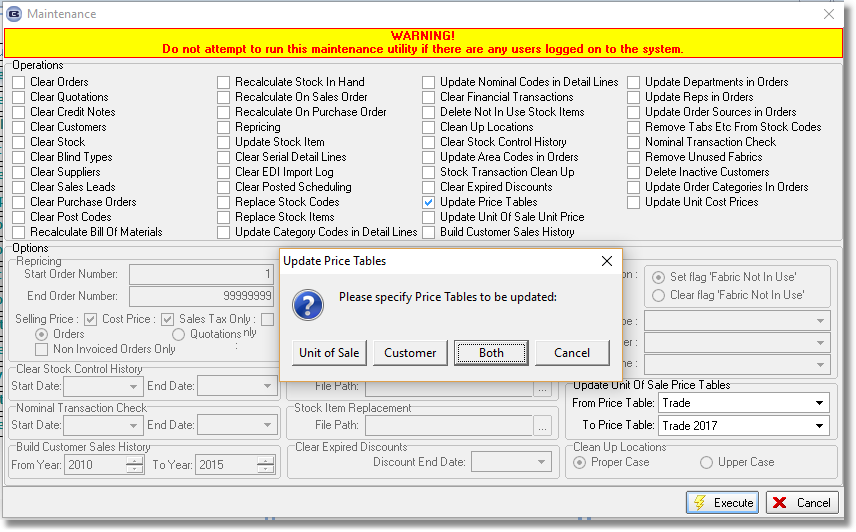 Maintenance
WARNING!
Do not attempt to run this maintenance utility if there are any users logged on to the system.
Operations
Clear Orders
Clear Quotations
Clear Credit Notes
Clear Customers
Clear Stock
Clear Blind Types
Clear Suppliers
Clear Sales Leads
Clear Purchase Orders
Clear Post Codes
Recalculate Bill Of Materials
Recalculate Stock In Hand
Recalculate On Sales Order
Recalculate On Purchase Order
Repricing
Update Stock Item
Clear Serial Detail Lines
Clear EDI Import Log
Clear Posted Scheduling
Replace Stock Codes
Replace Stock Items
Update Category Codes in Detail Lines
Update Nominal Codes in Detail Lines
Clear Financial Transactions
Delete Not In Use Stock Items
Clean Up Locations
Clear Stock Control History
Update Area Codes in Orders
Stock Transaction Clean Up
Clear Expired Discounts
Update Price Tables
Update Unit Of Sale Unit Price
Build Customer Sales History
Update Departments in Orders
Update Reps in Orders
Update Order Sources in Orders
Remove Tabs Etc From Stock Codes
Nominal Transaction Check
Remove Unused Fabrics
Delete Inactive Customers
Update Order Categories In Orders
Update Unit Cost Prices
Options
Repricing
Start Order Number: 1
End Order Number: 99999999
Selling Price : Cost Price : Sales Tax Only :
Orders Quotations nly
:
Non Invoiced Orders Only
Clear Stock Control History
Start Date: End Date:
Nominal Transaction Check
Start Date: End Date:
Build Customer Sales History
From Year: 2010 To Year: 2015
Update Price Tables
Please specify Price Tables to be updated:
Unit of Sale Customer Both Cancel
File Path: ...
Stock Item Replacement
File Path: ...
Clear Expired Discounts
Discount End Date:
on : Set flag 'Fabric Not In Use'
Clear flag 'Fabric Not In Use'
pe :
er :
ne :
Update Unit Of Sale Price Tables
From Price Table: Trade
To Price Table: Trade 2017
Clean Up Locations
Proper Case Upper Case
Execute Cancel